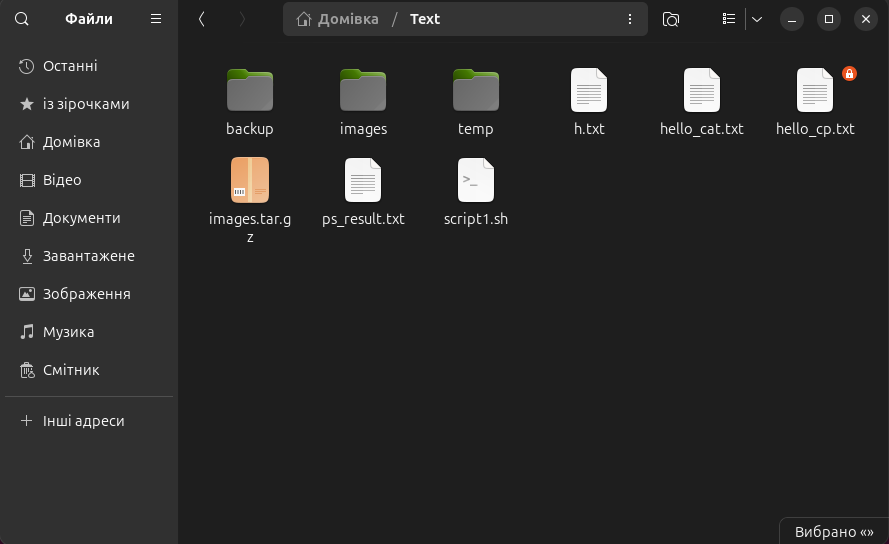 Файли
Домівка / Text
Останні
із зірочками
Домівка
Відео
Документи
Завантажене
Зображення
Музика
Смітник
Інші адреси
backup
images
temp
h.txt
hello_cat.txt
hello_cp.txt
images.tar.g
z
ps_result.txt
>_
script1.sh
Вибрано «»